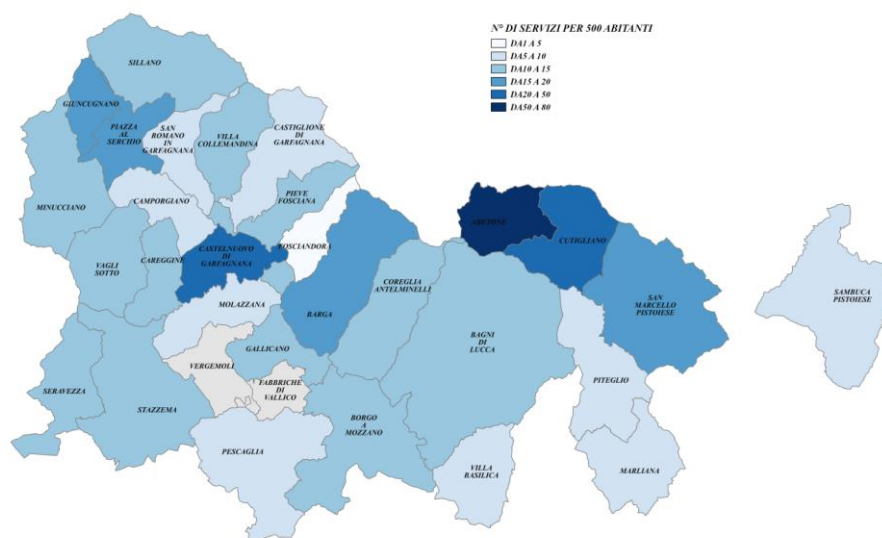 N° DI SERVIZI PER 500 ABITANTI
DA1 A 5
DA5 A 10
DA10 A 15
DA15 A 20
DA20 A 50
DA50 A 80
SILLANO
GIUNCUGNANO
PIAZZA
AL
SERCHIO
SAN
ROMANO
IN
GARFAGNANA
VILLA
COLLEMANDINA
CASTIGLIONE
DI
GARFAGNANA
MINUCCIANO
CAMPORGIANO
PIEVE
FOSCIANA
ABETONE
CUTIGLIANO
VAGLI
SOTTO
CAREGGINE
CASTELNUOVO
DI
GARFAGNANA
FOSCIANDORA
MOLAZZANA
BARGA
COREGLIA
ANTELMINELLI
SAN
MARCELLO
PISTOIESE
SAMBUCA
PISTOIESE
BAGNI
DI
LUCCA
GALLICANO
VERGEMOLI
FABBRICHE
DI
VALLICO
SERAVEZZA
STAZZEMA
PITEGLIO
BORGO
A
MOZZANO
PESCAGLIA
VILLA
BASILICA
MARLIANA